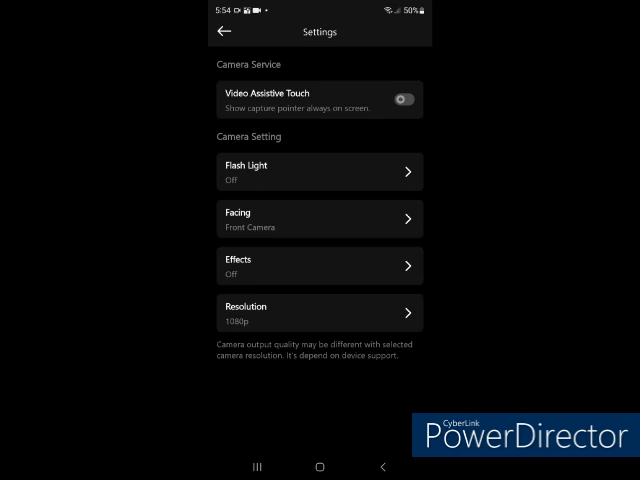 5:54
50%
Settings
Camera Service
Video Assistive Touch
Show capture pointer always on screen.
Camera Setting
Flash Light
Off
Facing
Front Camera
Effects
Off
Resolution
1080p
Camera output quality may be different with selected
camera resolution. It's depend on device support.
CyberLink
PowerDirector